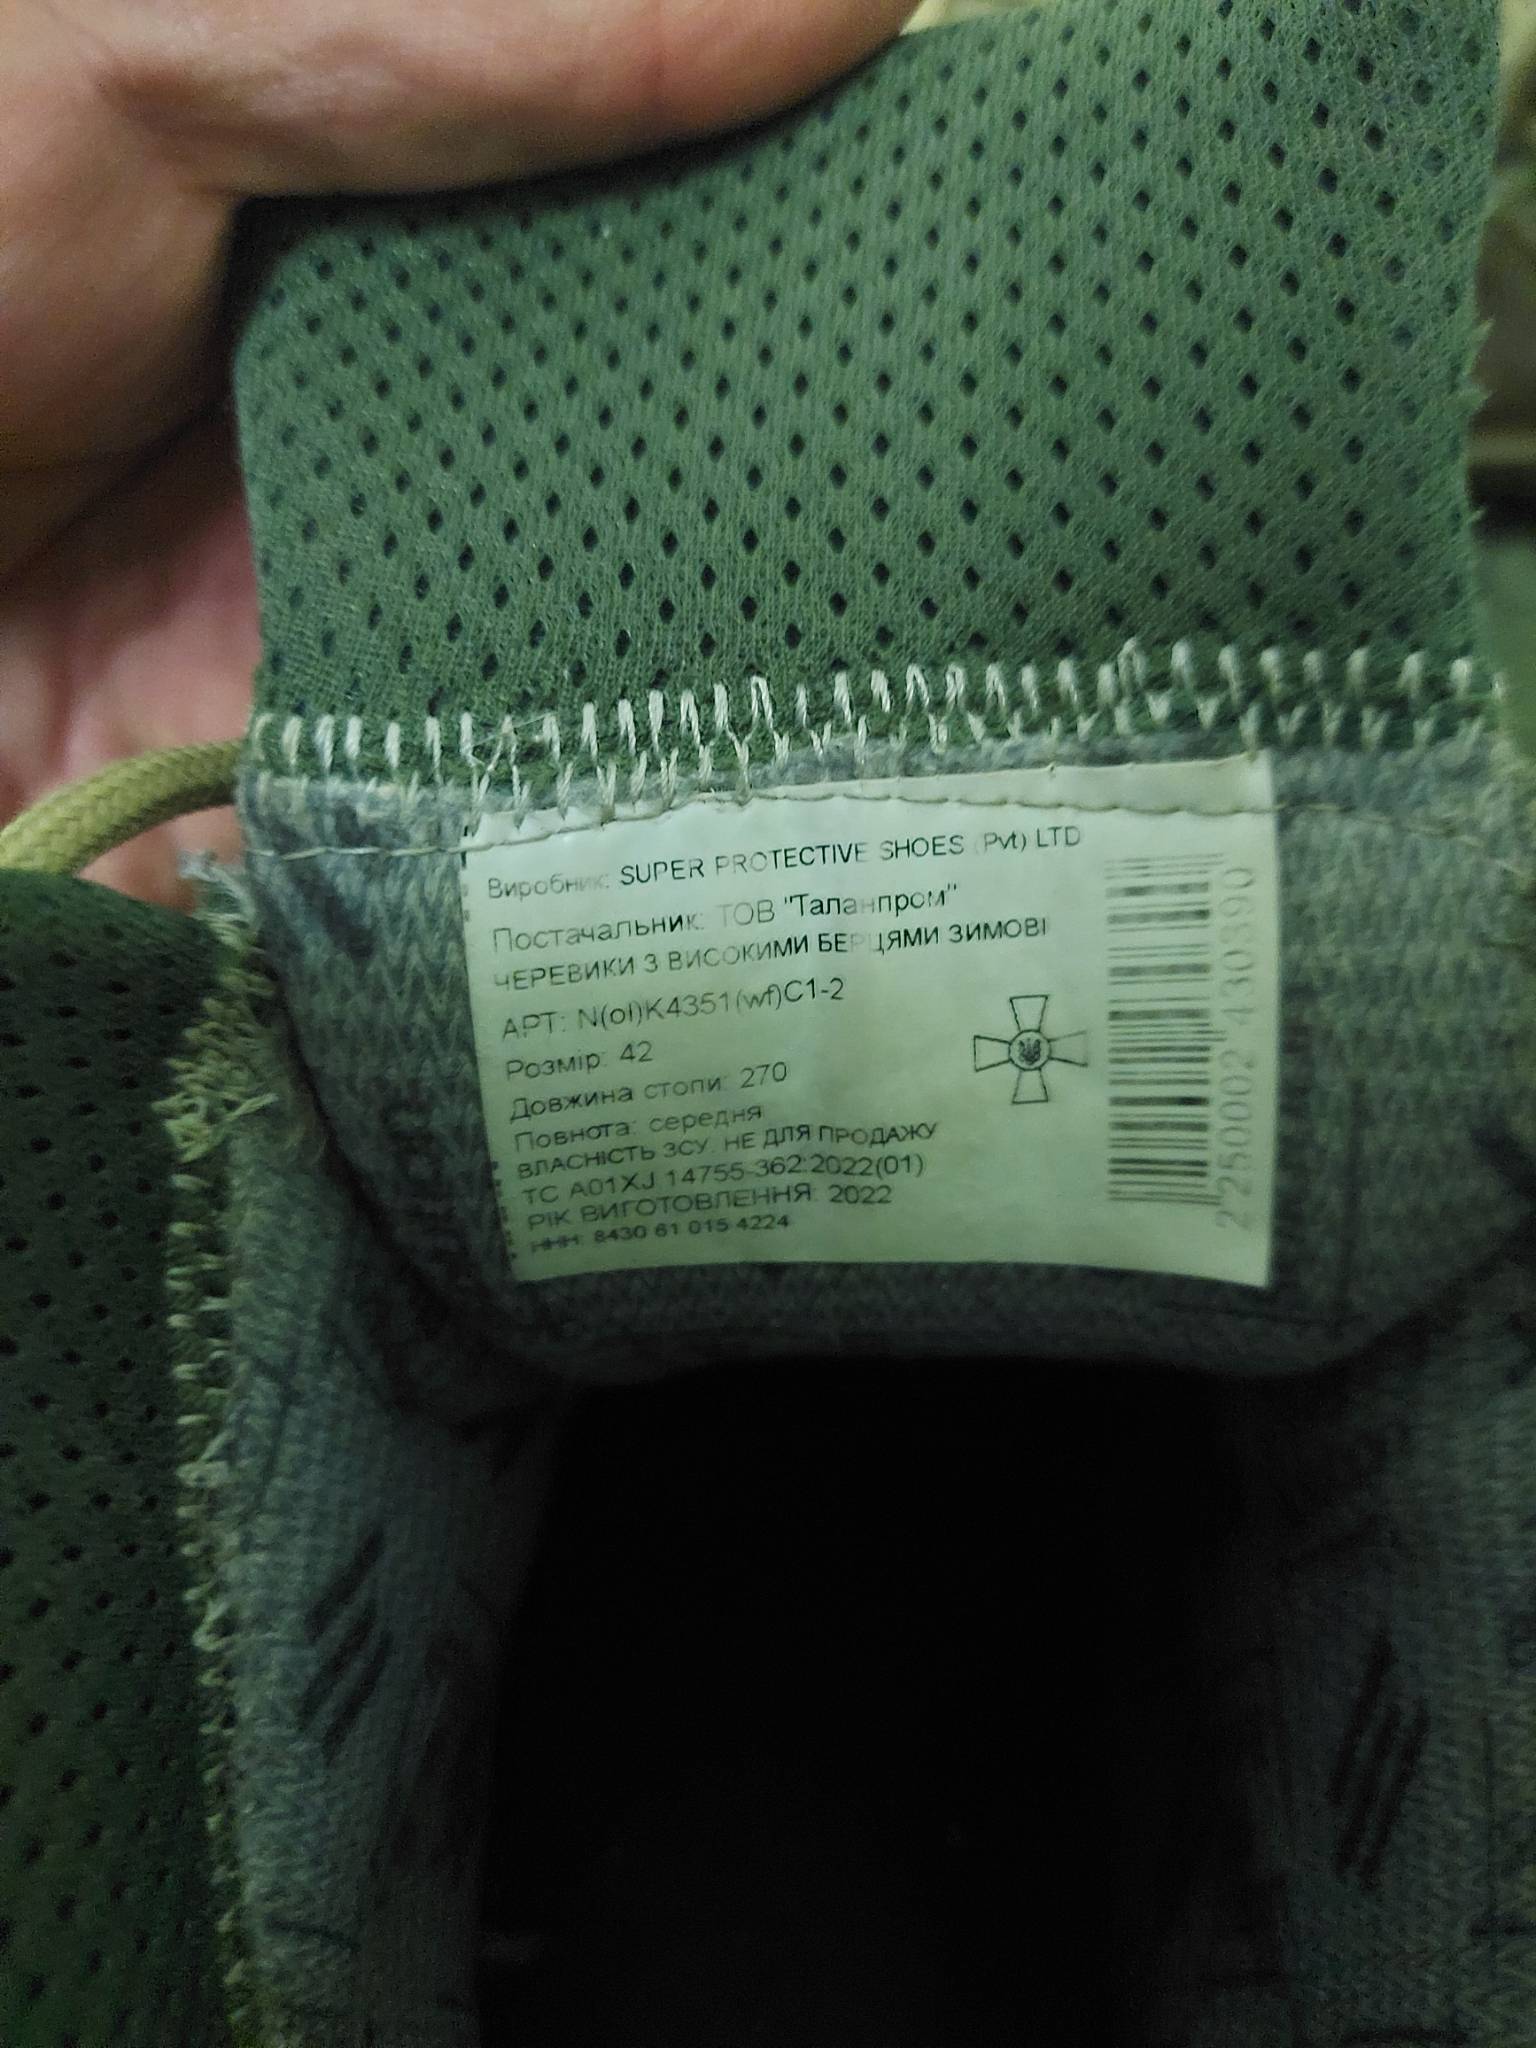 Виробник: SUPER PROTECTIVE SHOES (Pvt) LTD
Постачальник: ТОВ "Таланпром"
ЧЕРЕВИКИ З ВИСОКИМИ БЕРЦЯМИ ЗИМОВІ
АРТ: N(ol)K4351(wf)C1-2
Розмір: 42
Довжина стопи: 270
Повнота: середня
ВЛАСНІСТЬ ЗСУ. НЕ ДЛЯ ПРОДАЖУ
ТС А01XJ.14755-362:2022(01)
РІК ВИГОТОВЛЕННЯ: 2022
ННН: 8430 61 015 4224
2250002430390